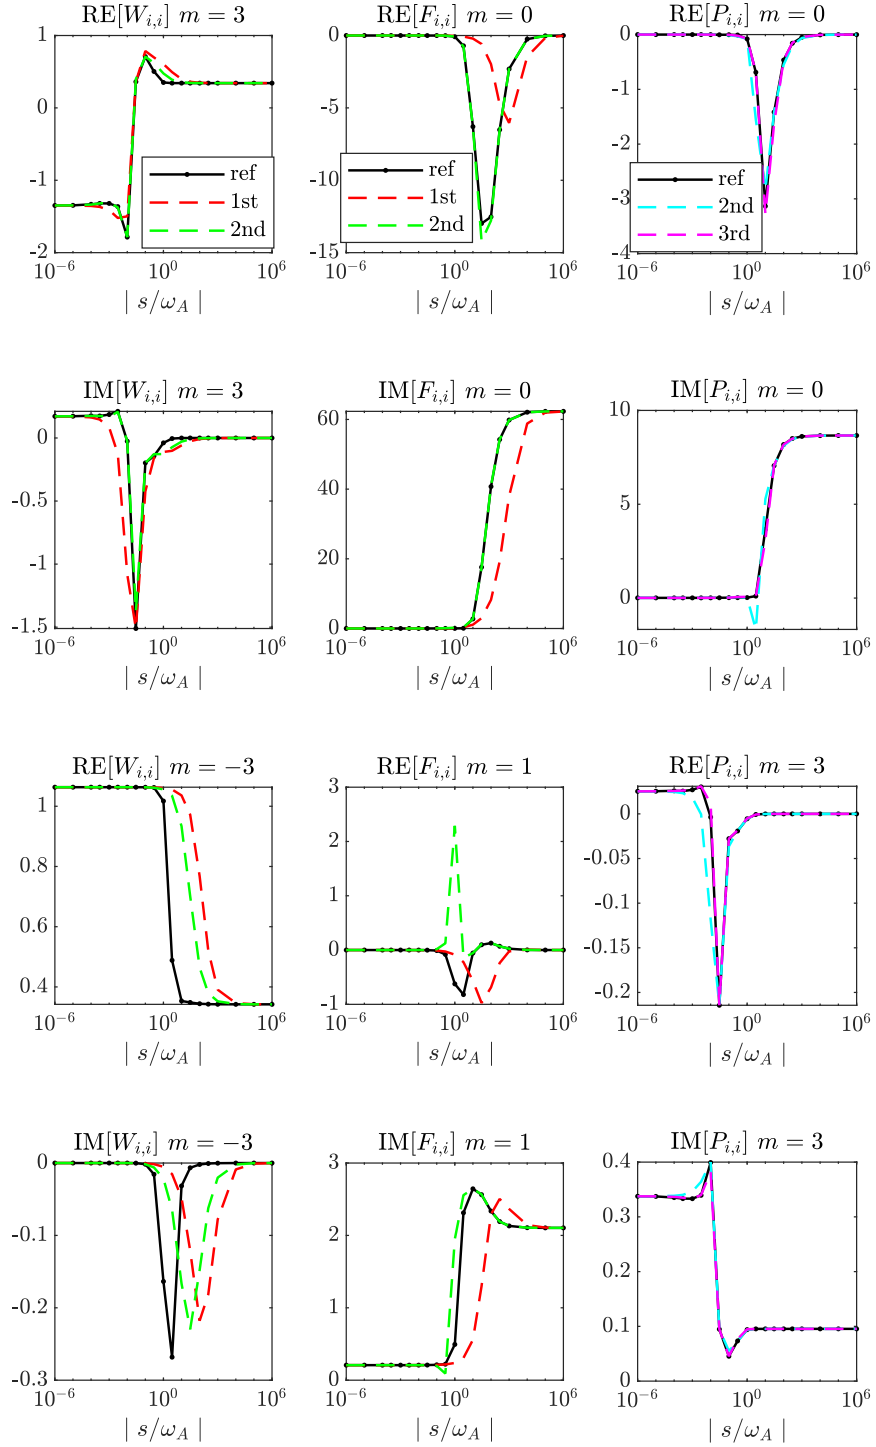 RE[W_{i,i}] m = 3
RE[F_{i,i}] m = 0
RE[P_{i,i}] m = 0
1
0
-1
-2
ref
1st
2nd
10^{-6} 10^{0} 10^{6}
| s/ω_A |
0
-5
-10
-15
ref
1st
2nd
10^{-6} 10^{0} 10^{6}
| s/ω_A |
0
-1
-2
-3
-4
ref
2nd
3rd
10^{-6} 10^{0} 10^{6}
| s/ω_A |
IM[W_{i,i}] m = 3
IM[F_{i,i}] m = 0
IM[P_{i,i}] m = 0
0
-0.5
-1
-1.5
10^{-6} 10^{0} 10^{6}
| s/ω_A |
60
40
20
0
10^{-6} 10^{0} 10^{6}
| s/ω_A |
10
5
0
10^{-6} 10^{0} 10^{6}
| s/ω_A |
RE[W_{i,i}] m = −3
RE[F_{i,i}] m = 1
RE[P_{i,i}] m = 3
1
0.8
0.6
0.4
10^{-6} 10^{0} 10^{6}
| s/ω_A |
3
2
1
0
-1
10^{-6} 10^{0} 10^{6}
| s/ω_A |
0
-0.05
-0.1
-0.15
-0.2
10^{-6} 10^{0} 10^{6}
| s/ω_A |
IM[W_{i,i}] m = −3
IM[F_{i,i}] m = 1
IM[P_{i,i}] m = 3
0
-0.1
-0.2
-0.3
10^{-6} 10^{0} 10^{6}
| s/ω_A |
3
2
1
0
10^{-6} 10^{0} 10^{6}
| s/ω_A |
0.4
0.3
0.2
0.1
0
10^{-6} 10^{0} 10^{6}
| s/ω_A |